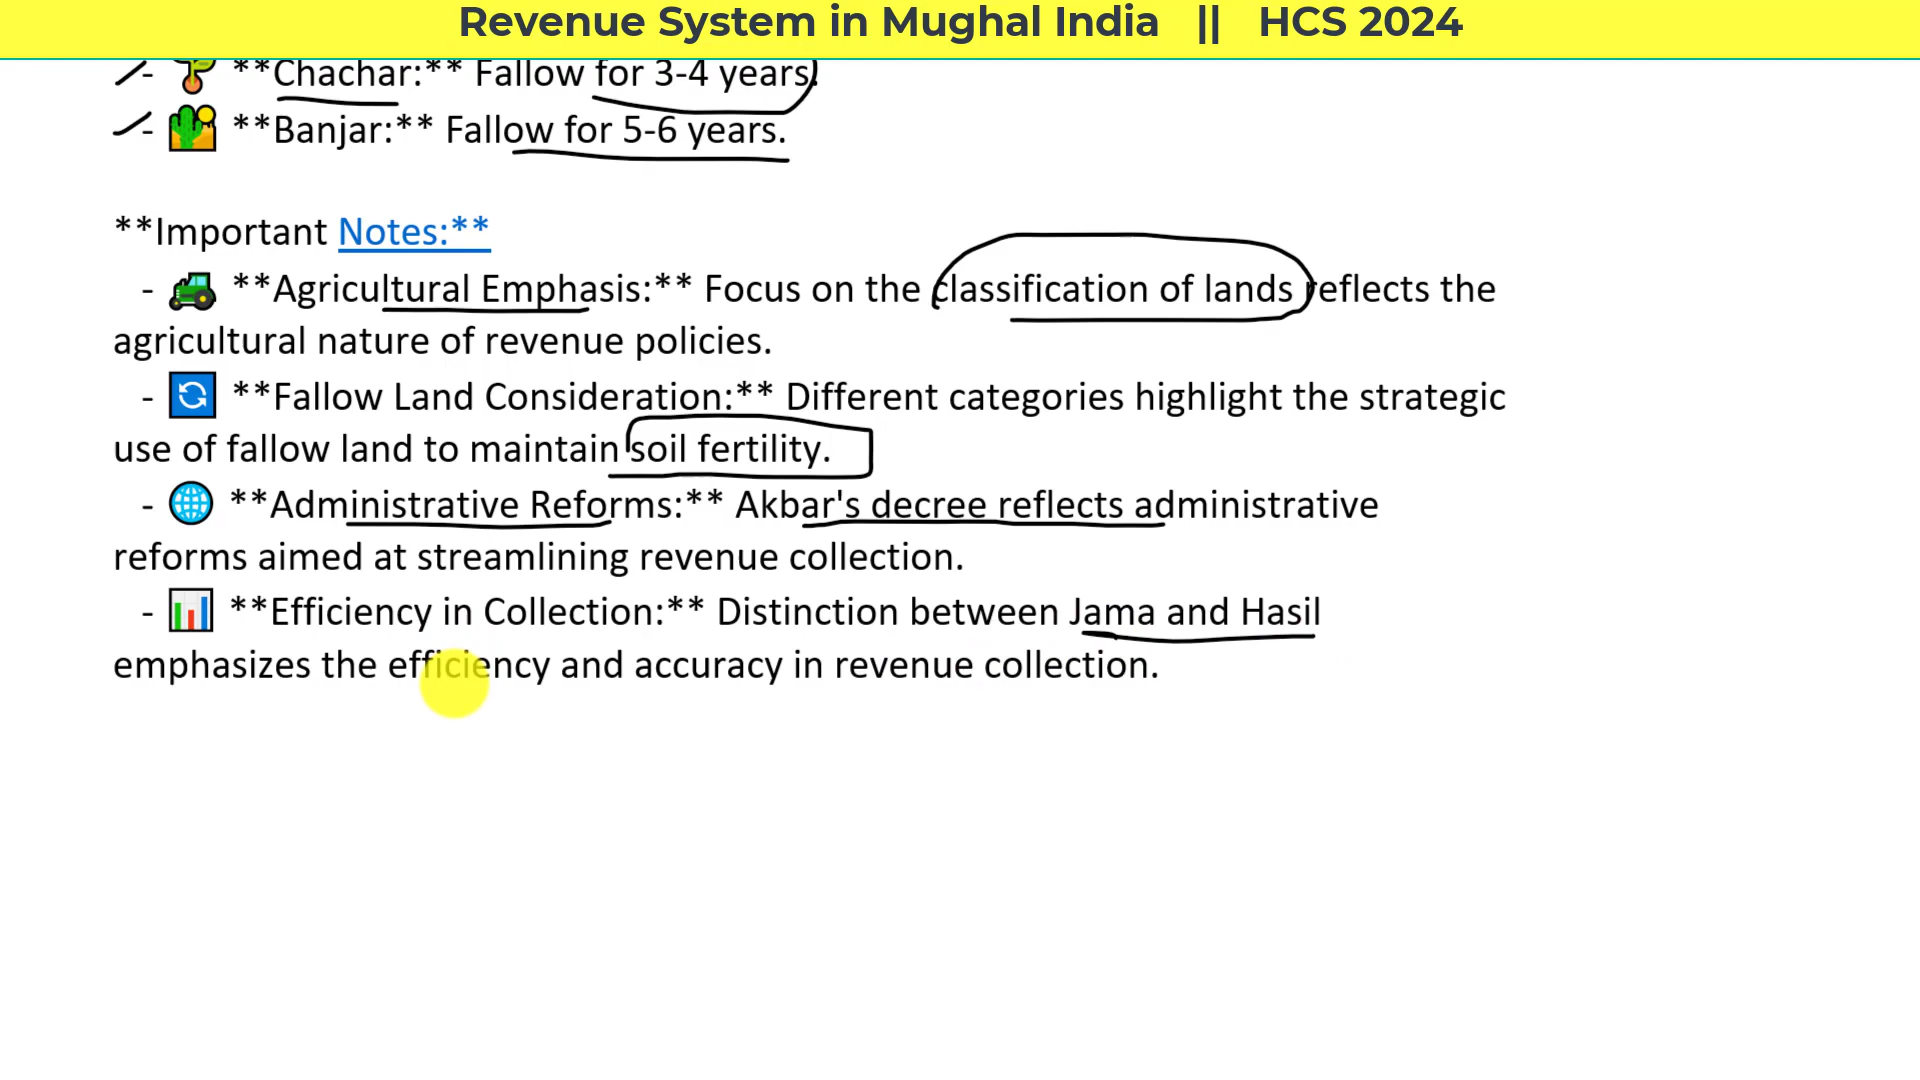 Revenue System in Mughal India || HCS 2024
- **Chachar:** Fallow for 3-4 years.
- **Banjar:** Fallow for 5-6 years.
**Important Notes:**
- **Agricultural Emphasis:** Focus on the classification of lands reflects the
agricultural nature of revenue policies.
- **Fallow Land Consideration:** Different categories highlight the strategic
use of fallow land to maintain soil fertility.
- **Administrative Reforms:** Akbar's decree reflects administrative
reforms aimed at streamlining revenue collection.
- **Efficiency in Collection:** Distinction between Jama and Hasil
emphasizes the efficiency and accuracy in revenue collection.